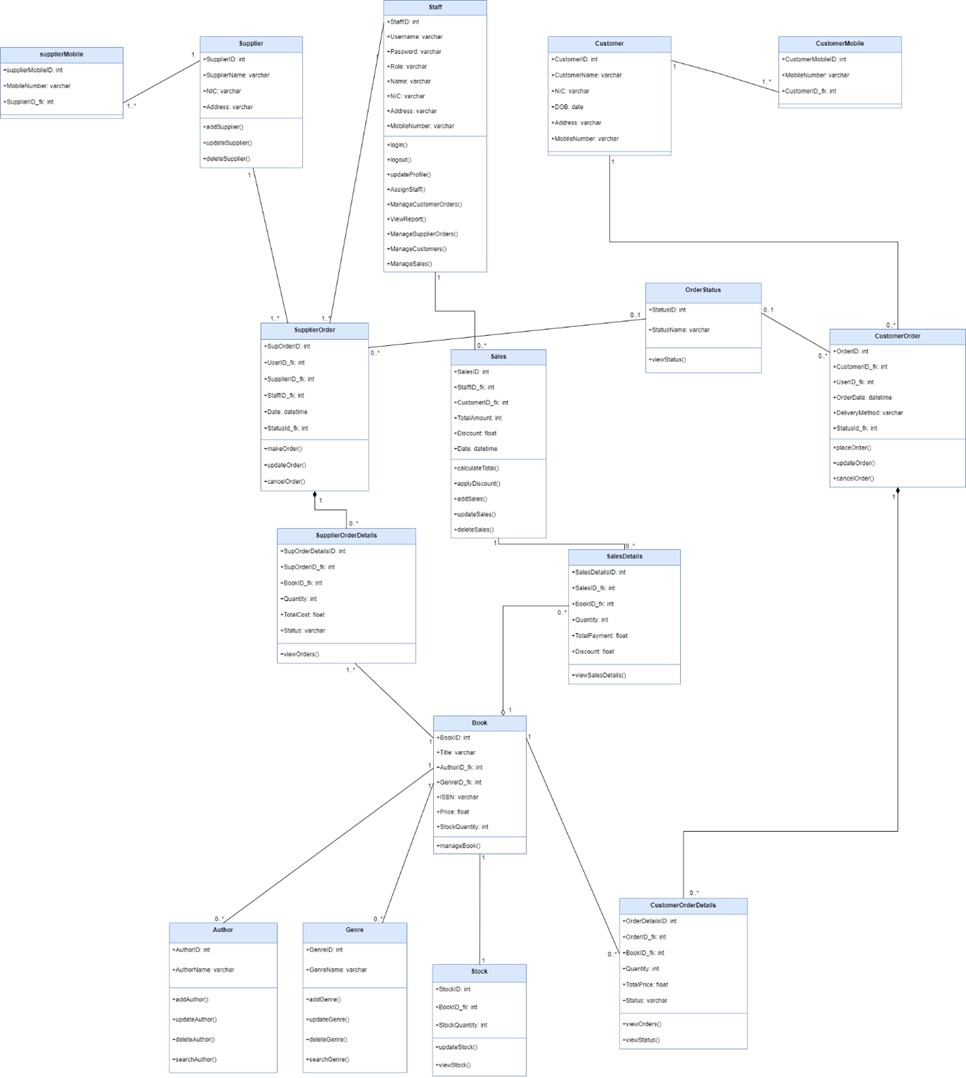 supplierMobile
+supplierMobileID: int
+MobileNumber: varchar
+SupplierID_fk: int
1..*
1
Supplier
+SupplierID: int
+SupplierName: varchar
+NIC: varchar
+Address: varchar
+addSupplier()
+updateSupplier()
+deleteSupplier()
1
Staff
+StaffID: int
+Username: varchar
+Password: varchar
+Role: varchar
+Name: varchar
+NIC: varchar
+Address: varchar
+MobileNumber: varchar
+login()
+logout()
+updateProfile()
+AssignStaff()
+ManageCustomerOrders()
+ViewReport()
+ManageSupplierOrders()
+ManageCustomers()
+ManageSales()
1
Customer
+CustomerID: int
+CustomerName: varchar
+NIC: varchar
+DOB: date
+Address: varchar
+MobileNumber: varchar
1
1
1..*
CustomerMobile
+CustomerMobileID: int
+MobileNumber: varchar
+CustomerID_fk: int
OrderStatus
+StatusID: int
+StatusName: varchar
+viewStatus()
0..1
0..1
1..*
1..*
SupplierOrder
+SupOrderID: int
+UserID_fk: int
+SupplierID_fk: int
+StaffID_fk: int
+Date: datetime
+StatusId_fk: int
+makeOrder()
+updateOrder()
+cancelOrder()
0..*
1
0..*
Sales
+SalesID: int
+StaffID_fk: int
+CustomerID_fk: int
+TotalAmount: int
+Discount: float
+Date: datetime
+calculateTotal()
+applyDiscount()
+addSales()
+updateSales()
+deleteSales()
1
0..*
0..*
CustomerOrder
+OrderID: int
+CustomerID_fk: int
+UserID_fk: int
+OrderDate: datetime
+DeliveryMethod: varchar
+StatusId_fk: int
+placeOrder()
+updateOrder()
+cancelOrder()
1
0..*
SupplierOrderDetails
+SupOrderDetailsID: int
+SupOrderID_fk: int
+BookID_fk: int
+Quantity: int
+TotalCost: float
+Status: varchar
+viewOrders()
1..*
0..*
SalesDetails
+SalesDetailsID: int
+SalesID_fk: int
+BookID_fk: int
+Quantity: int
+TotalPayment: float
+Discount: float
+viewSalesDetails()
0..*
1
Book
+BookID: int
+Title: varchar
+AuthorID_fk: int
+GenreID_fk: int
+ISBN: varchar
+Price: float
+StockQuantity: int
+manageBook()
1
1
1
1
1
0..*
Author
+AuthorID: int
+AuthorName: varchar
+addAuthor()
+updateAuthor()
+deleteAuthor()
+searchAuthor()
0..*
Genre
+GenreID: int
+GenreName: varchar
+addGenre()
+updateGenre()
+deleteGenre()
+searchGenre()
1
Stock
+StockID: int
+BookID_fk: int
+StockQuantity: int
+updateStock()
+viewStock()
0..*
0..*
CustomerOrderDetails
+OrderDetailsID: int
+OrderID_fk: int
+BookID_fk: int
+Quantity: int
+TotalPrice: float
+Status: varchar
+viewOrders()
+viewStatus()